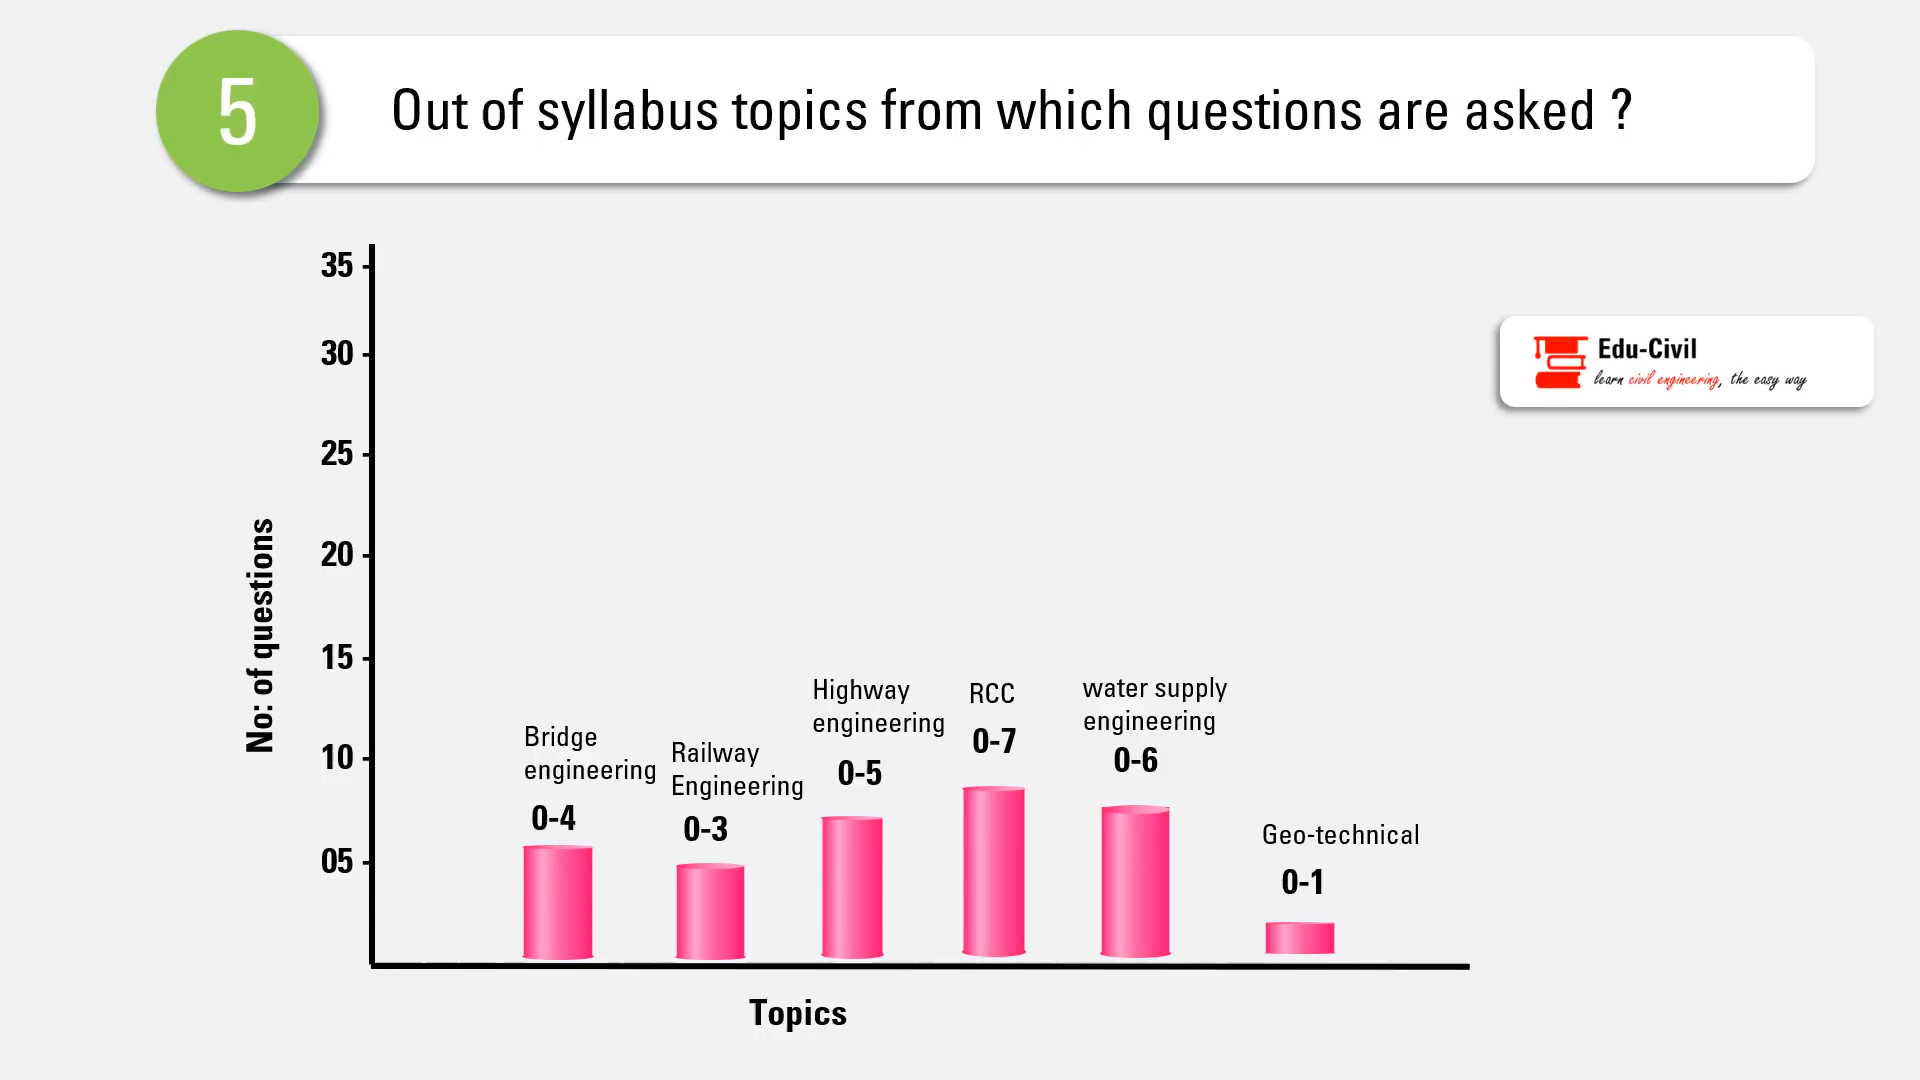 5
Out of syllabus topics from which questions are asked ?
Edu-Civil
learn civil engineering, the easy way
No: of questions
35
30
25
20
15
10
05
Bridge
engineering
0-4
Railway
Engineering
0-3
Highway
engineering
0-5
RCC
0-7
water supply
engineering
0-6
Geo-technical
0-1
Topics